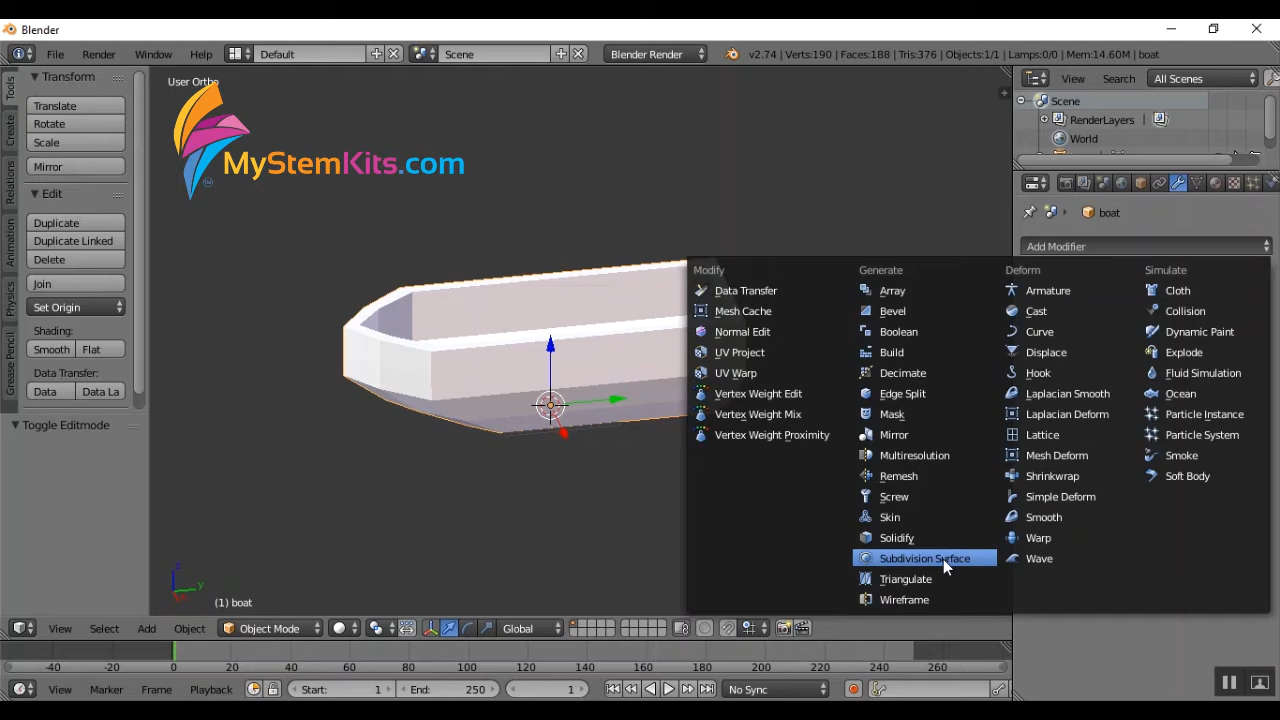 Blender
File Render Window Help Default Scene Blender Render v2.74 | Verts:190 | Faces:188 | Tris:376 | Objects:1/1 | Lamps:0/0 | Mem:14.60M | boat
Transform
Translate
Rotate
Scale
Mirror
Edit
Duplicate
Duplicate Linked
Delete
Join
Set Origin
Shading:
Smooth Flat
Data Transfer:
Data Data La
Toggle Editmode
Tools
Create
Relations
Animation
Physics
Grease Pencil
User Ortho
MyStemKits.com
TM
z
y
(1) boat
View Search All Scenes
Scene
RenderLayers
World
boat
Add Modifier
Modify
Data Transfer
Mesh Cache
Normal Edit
UV Project
UV Warp
Vertex Weight Edit
Vertex Weight Mix
Vertex Weight Proximity
Generate
Array
Bevel
Boolean
Build
Decimate
Edge Split
Mask
Mirror
Multiresolution
Remesh
Screw
Skin
Solidify
Subdivision Surface
Triangulate
Wireframe
Deform
Armature
Cast
Curve
Displace
Hook
Laplacian Smooth
Laplacian Deform
Lattice
Mesh Deform
Shrinkwrap
Simple Deform
Smooth
Warp
Wave
Simulate
Cloth
Collision
Dynamic Paint
Explode
Fluid Simulation
Ocean
Particle Instance
Particle System
Smoke
Soft Body
View Select Add Object Object Mode Global
-40 -20 0 20 40 60 80 100 120 140 160 180 200 220 240 260
View Marker Frame Playback Start: 1 End: 250 1 No Sync